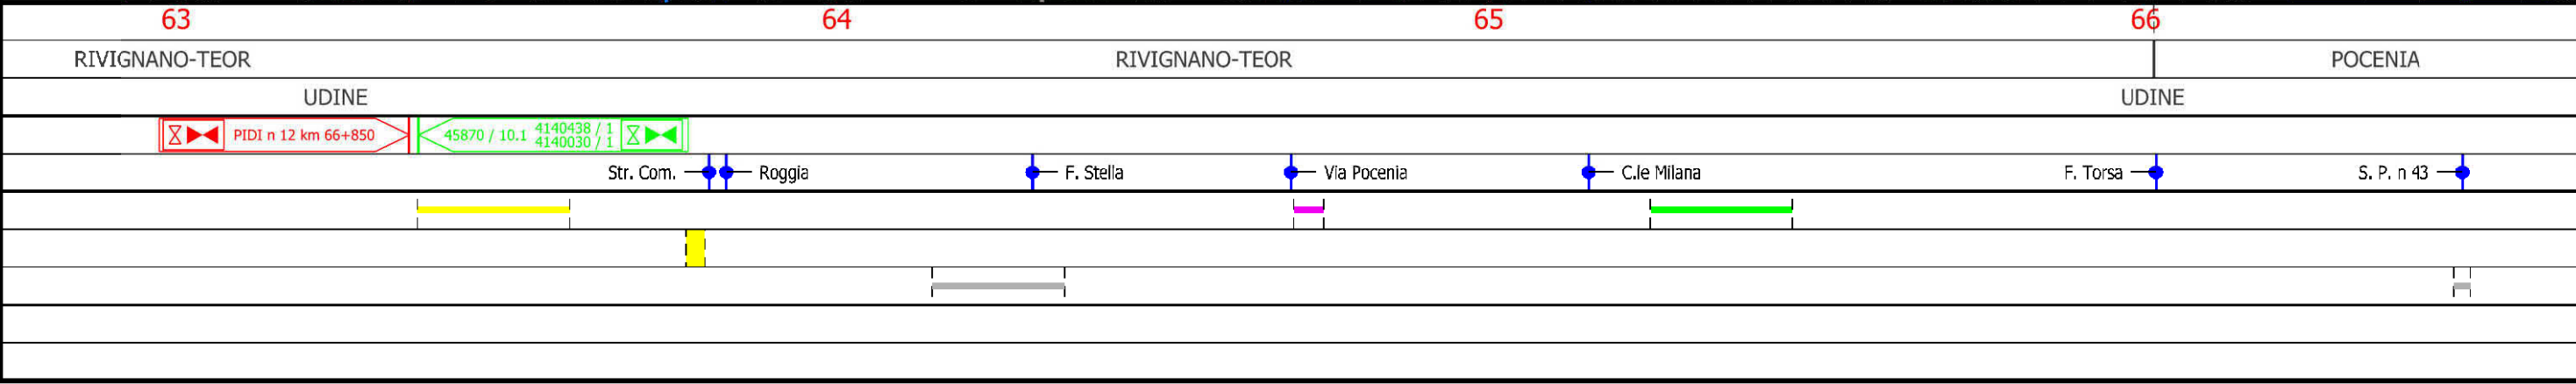 63 64 65 66
RIVIGNANO-TEOR RIVIGNANO-TEOR POCENIA
UDINE UDINE
PIDI n 12 km 66+850 45870 / 10.1 4140438 / 1
4140030 / 1
Str. Com. Roggia F. Stella Via Pocenia C.le Milana F. Torsa S. P. n 43